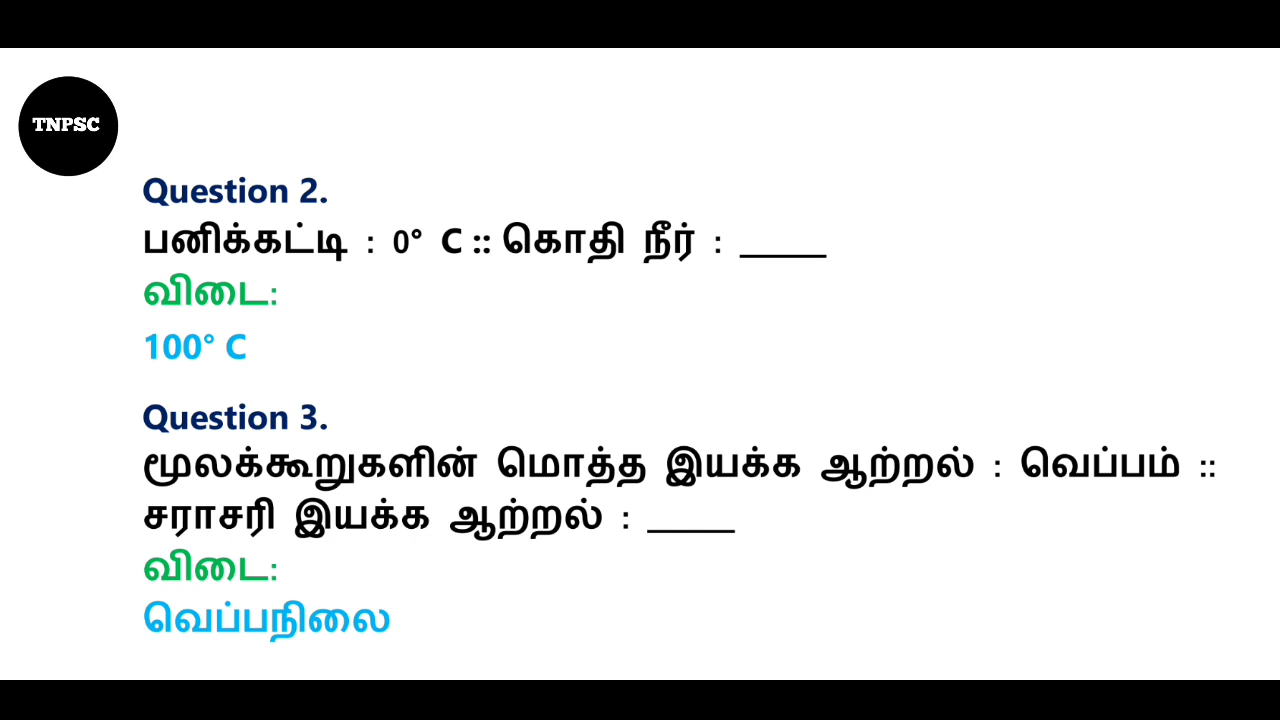 TNPSC
Question 2.
பனிக்கட்டி : 0° C :: கொதி நீர் : _____
விடை:
100° C
Question 3.
மூலக்கூறுகளின் மொத்த இயக்க ஆற்றல் : வெப்பம் ::
சராசரி இயக்க ஆற்றல் : _____
விடை:
வெப்பநிலை